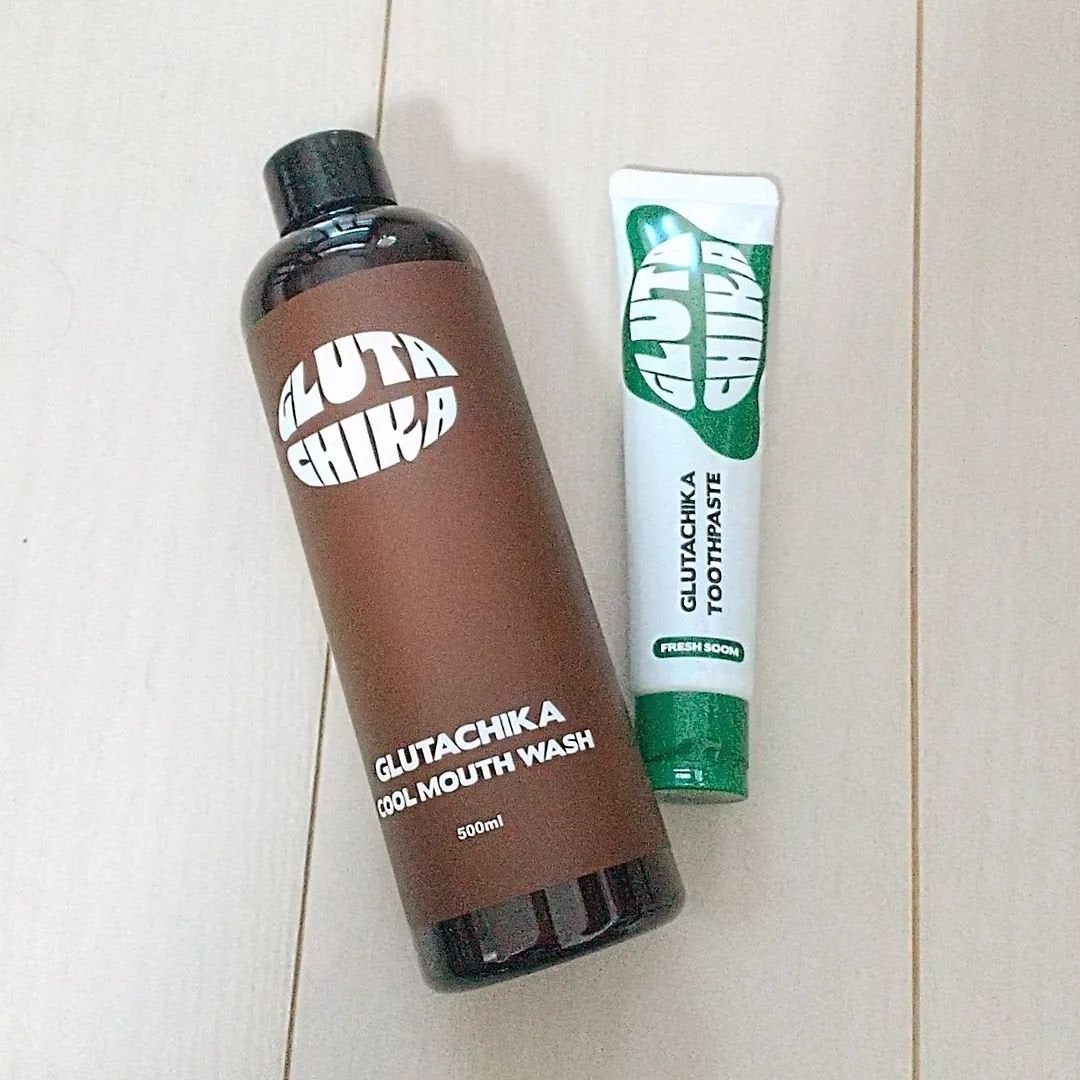 GLUTA
CHIKA
GLUTACHIKA
COOL MOUTH WASH
500ml
GLUTA
CHIKA
GLUTACHIKA
TOOTHPASTE
FRESH SOOM